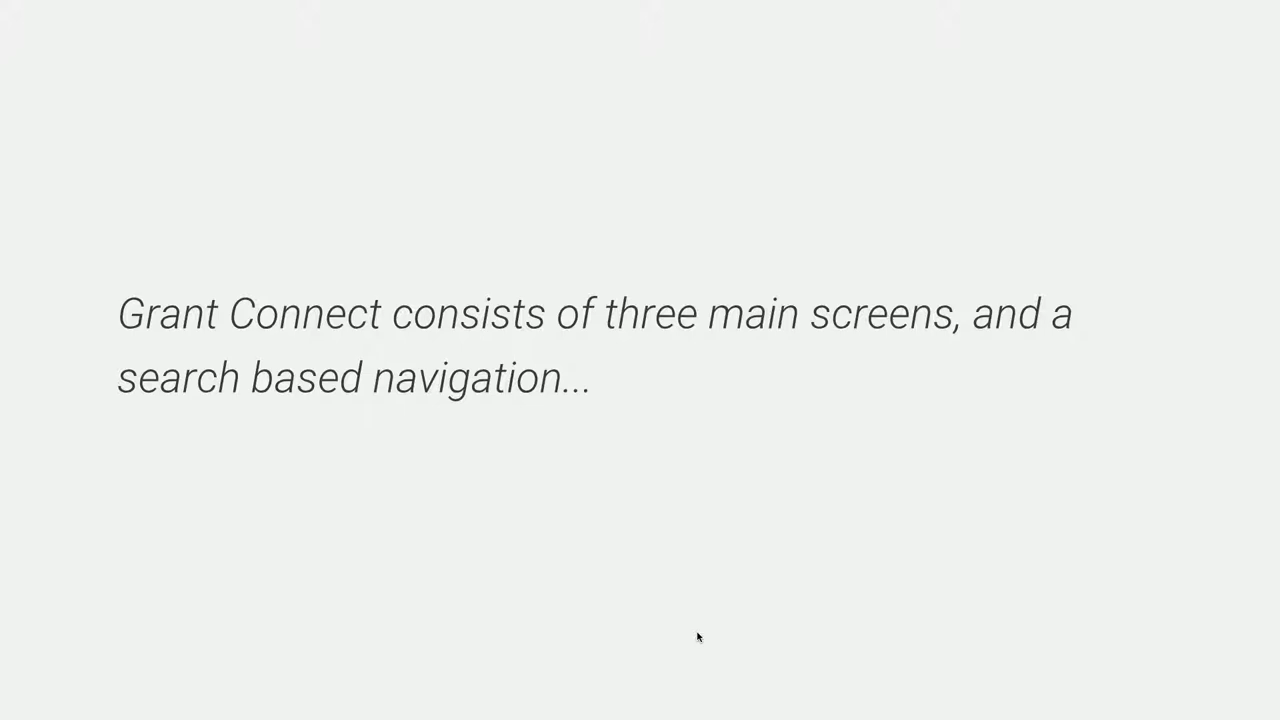 Grant Connect consists of three main screens, and a
search based navigation...